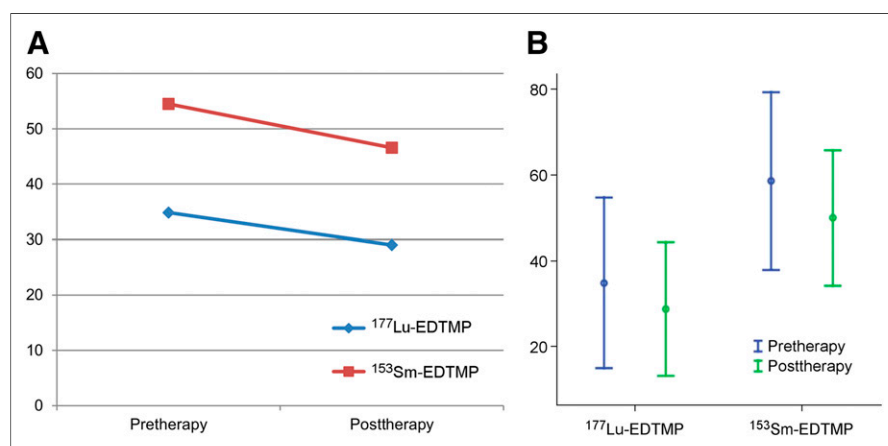 A
60
50
40
30
20
10
0
177Lu-EDTMP
153Sm-EDTMP
Pretherapy Posttherapy
B
80
60
40
20
Pretherapy
Posttherapy
177Lu-EDTMP 153Sm-EDTMP